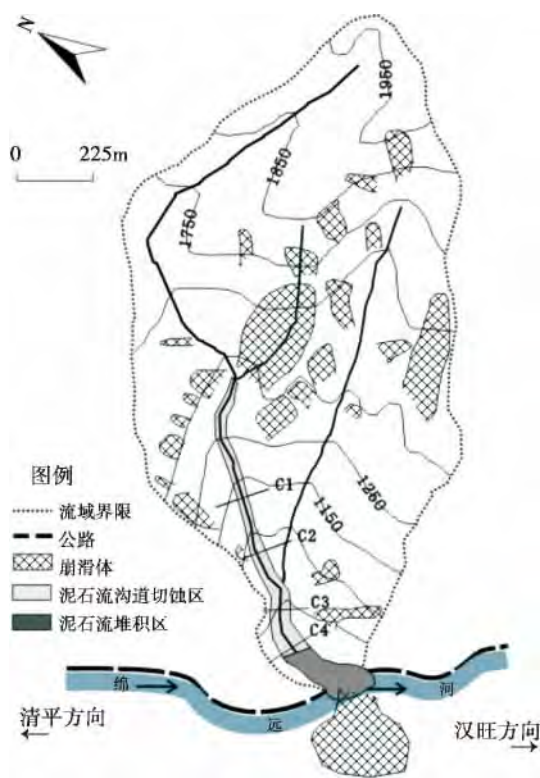 N
0 225m
1950
1850
1750
1250
1150
C1
C2
C3
C4
图例
流域界限
公路
崩滑体
泥石流沟道切蚀区
泥石流堆积区
绵 远 河
清平方向
汉旺方向